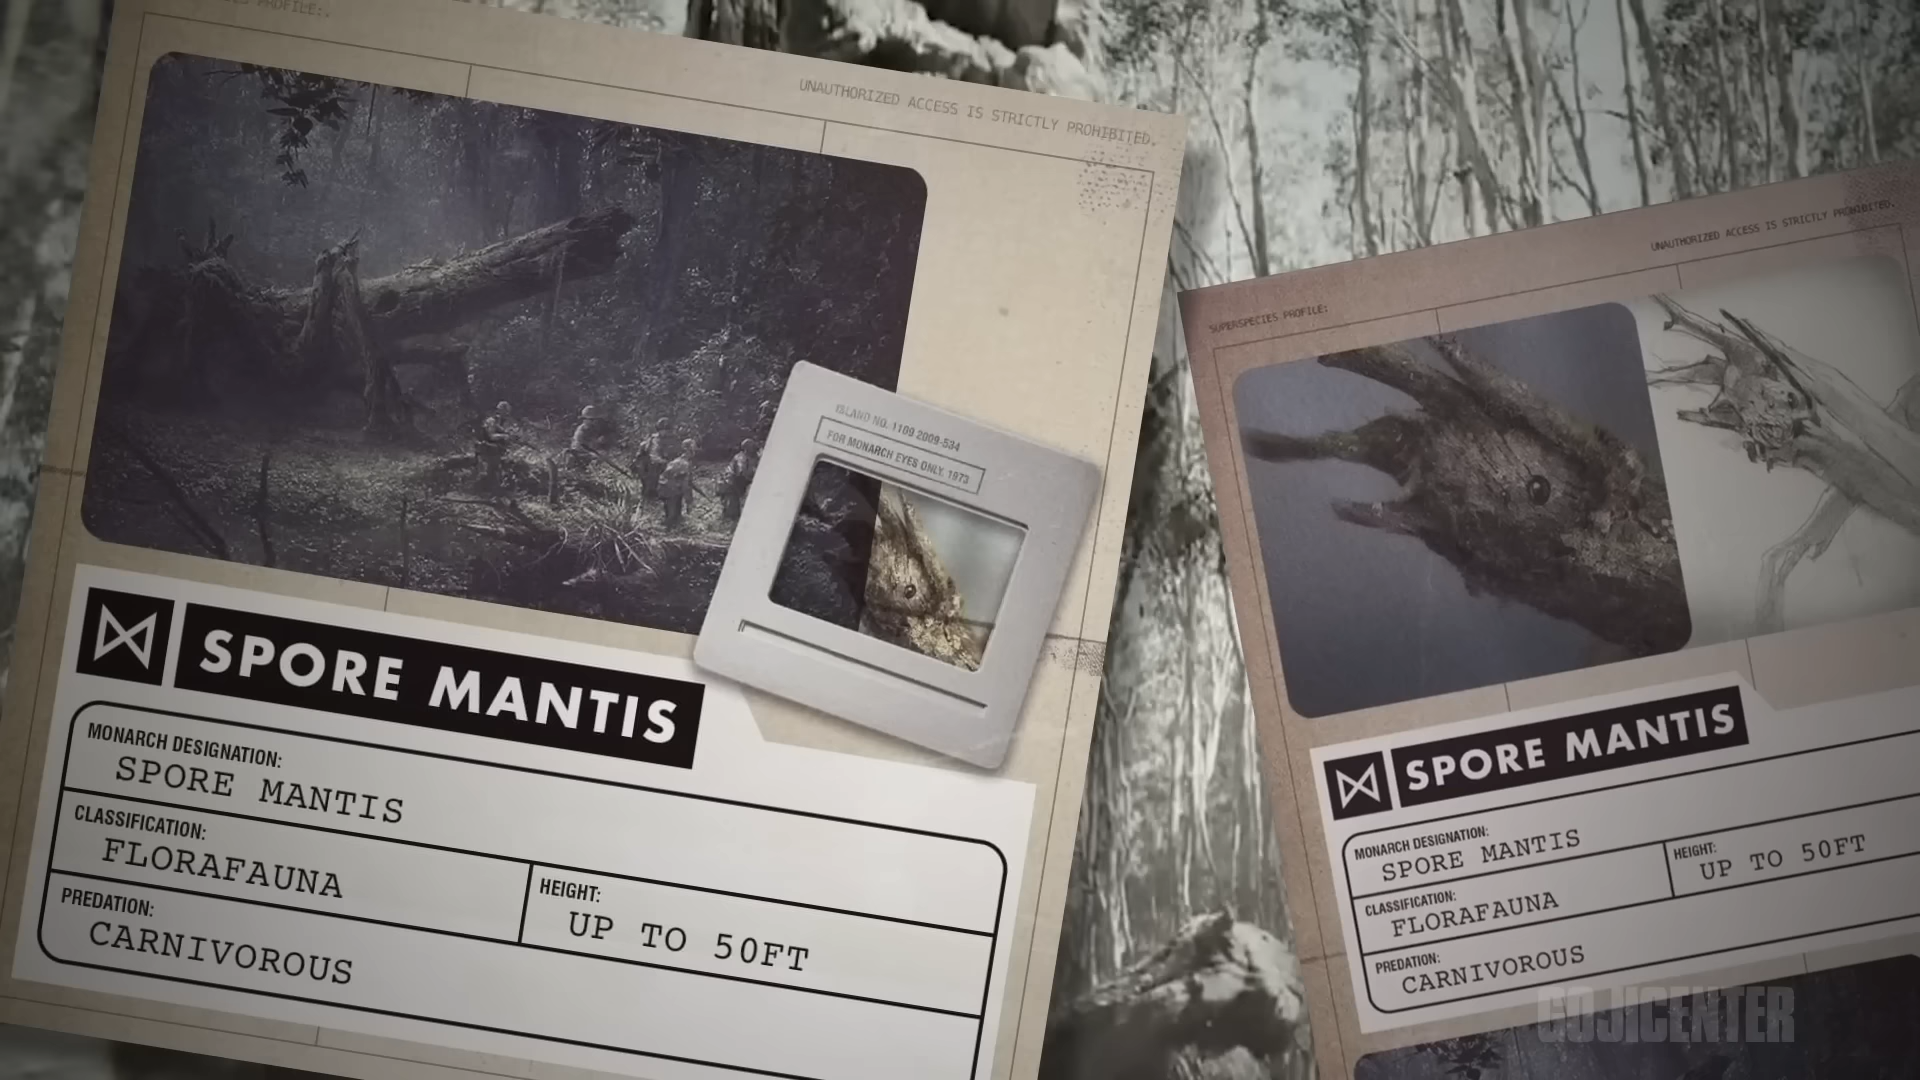 PROFILE:.
UNAUTHORIZED ACCESS IS STRICTLY PROHIBITED.
ISLAND NO. 1109 2009-534
FOR MONARCH EYES ONLY. 1973
SPORE MANTIS
MONARCH DESIGNATION:
SPORE MANTIS
CLASSIFICATION:
FLORAFAUNA
HEIGHT:
UP TO 50FT
PREDATION:
CARNIVOROUS
UNAUTHORIZED ACCESS IS STRICTLY PROHIBITED.
SUPERSPECIES PROFILE:
SPORE MANTIS
MONARCH DESIGNATION:
SPORE MANTIS
CLASSIFICATION:
FLORAFAUNA
HEIGHT:
UP TO 50FT
PREDATION:
CARNIVOROUS
GOJICENTER